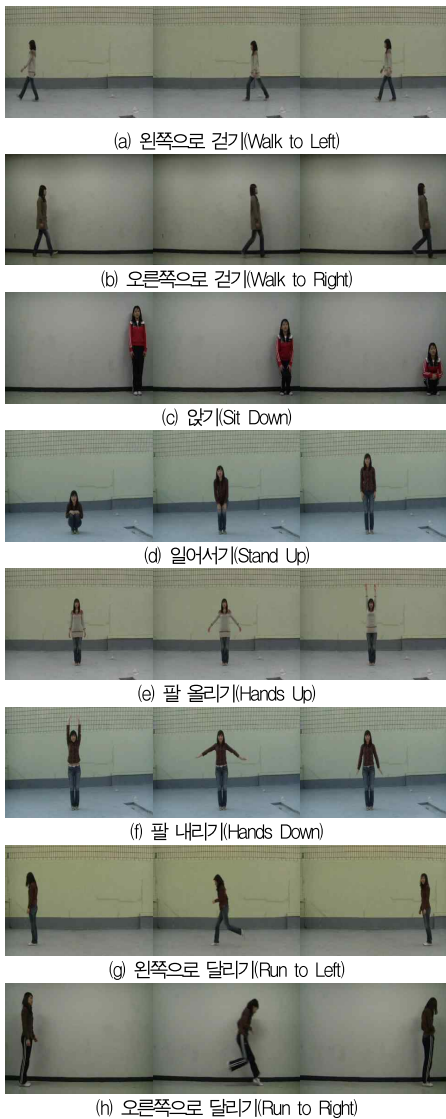 (a) 왼쪽으로 걷기(Walk to Left)
(b) 오른쪽으로 걷기(Walk to Right)
(c) 앉기(Sit Down)
(d) 일어서기(Stand Up)
(e) 팔 올리기(Hands Up)
(f) 팔 내리기(Hands Down)
(g) 왼쪽으로 달리기(Run to Left)
(h) 오른쪽으로 달리기(Run to Right)